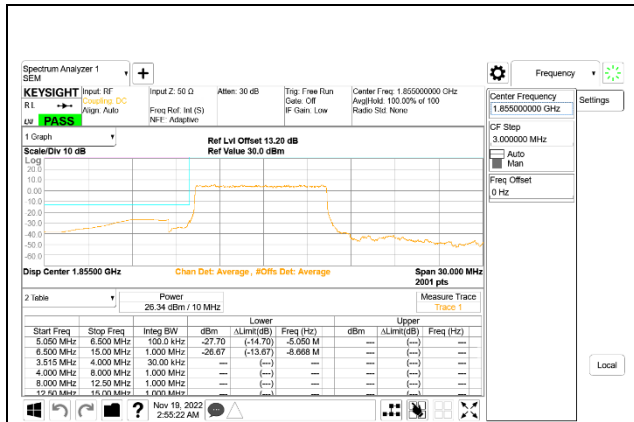 Spectrum Analyzer 1
SEM
+
Frequency
KEYSIGHT Input: RF Input Z: 50 Ω Atten: 30 dB Trig: Free Run Center Freq: 1.855000000 GHz
RL Coupling: DC Gate: Off Avg|Hold: 100.00% of 100
Align: Auto Freq Ref: Int (S) IF Gain: Low Radio Std: None
PASS NFE: Adaptive
Center Frequency
1.855000000 GHz
Settings
CF Step
3.000000 MHz
Auto
Man
Freq Offset
0 Hz
1 Graph Ref Lvl Offset 13.20 dB
Scale/Div 10 dB Ref Value 30.0 dBm
Log
20.0
10.0
0.00
-10.0
-20.0
-30.0
-40.0
-50.0
-60.0
Disp Center 1.85500 GHz Chan Det: Average , #Offs Det: Average Span 30.000 MHz
2001 pts
2 Table Power Measure Trace
26.34 dBm / 10 MHz Trace 1
Lower Upper
Start Freq Stop Freq Integ BW dBm ΔLimit(dB) Freq (Hz) dBm ΔLimit(dB) Freq (Hz)
5.050 MHz 6.500 MHz 100.0 kHz -27.70 (-14.70) -5.050 M --- (---) ---
6.500 MHz 15.00 MHz 1.000 MHz -26.67 (-13.67) -8.668 M --- (---) ---
3.515 MHz 4.000 MHz 30.00 kHz --- (---) --- --- (---) ---
4.000 MHz 8.000 MHz 1.000 MHz --- (---) --- --- (---) ---
8.000 MHz 12.50 MHz 1.000 MHz --- (---) --- --- (---) ---
12.50 MHz 15.00 MHz 1.000 MHz --- (---) --- --- (---) ---
Local
? Nov 19, 2022
2:55:22 AM